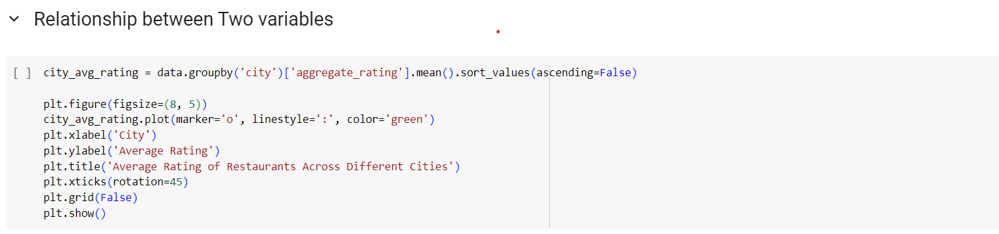 Relationship between Two variables
[ ] city_avg_rating = data.groupby('city')['aggregate_rating'].mean().sort_values(ascending=False)
plt.figure(figsize=(8, 5))
city_avg_rating.plot(marker='o', linestyle=':', color='green')
plt.xlabel('City')
plt.ylabel('Average Rating')
plt.title('Average Rating of Restaurants Across Different Cities')
plt.xticks(rotation=45)
plt.grid(False)
plt.show()